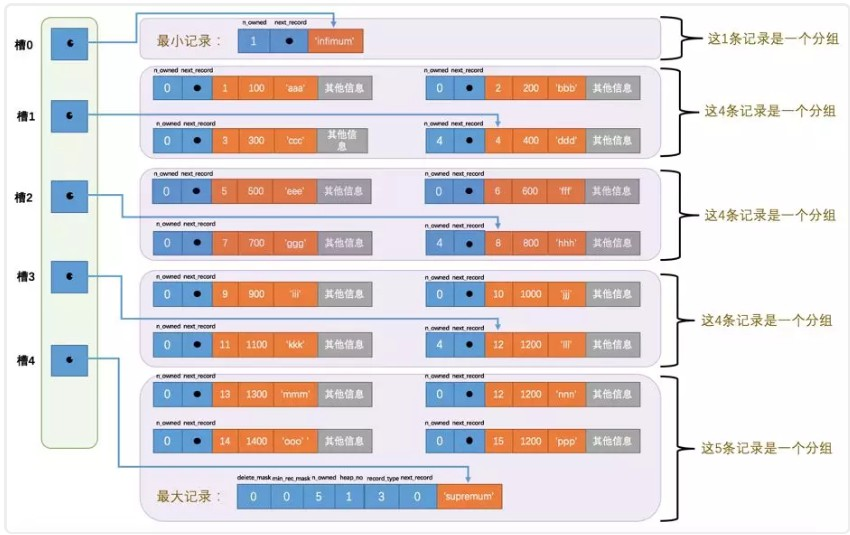 n_owned next_record
槽0
最小记录： 1 'infimum'
这1条记录是一个分组
n_owned next_record n_owned next_record
0 1 100 'aaa' 其他信息 0 2 200 'bbb' 其他信息
槽1
这4条记录是一个分组
n_owned next_record n_owned next_record
0 3 300 'ccc' 其他信息 4 4 400 'ddd' 其他信息
n_owned next_record n_owned next_record
槽2
0 5 500 'eee' 其他信息 0 6 600 'fff' 其他信息
这4条记录是一个分组
n_owned next_record n_owned next_record
0 7 700 'ggg' 其他信息 4 8 800 'hhh' 其他信息
槽3
n_owned next_record n_owned next_record
0 9 900 'iii' 其他信息 0 10 1000 'jjj' 其他信息
这4条记录是一个分组
n_owned next_record n_owned next_record
0 11 1100 'kkk' 其他信息 4 12 1200 'lll' 其他信息
槽4
n_owned next_record n_owned next_record
0 13 1300 'mmm' 其他信息 0 12 1200 'nnn' 其他信息
n_owned next_record n_owned next_record
0 14 1400 'ooo' ' 其他信息 0 15 1200 'ppp' 其他信息
这5条记录是一个分组
delete_mask min_rec_mask n_owned heap_no record_type next_record
最大记录： 0 0 5 1 3 0 'supremum'